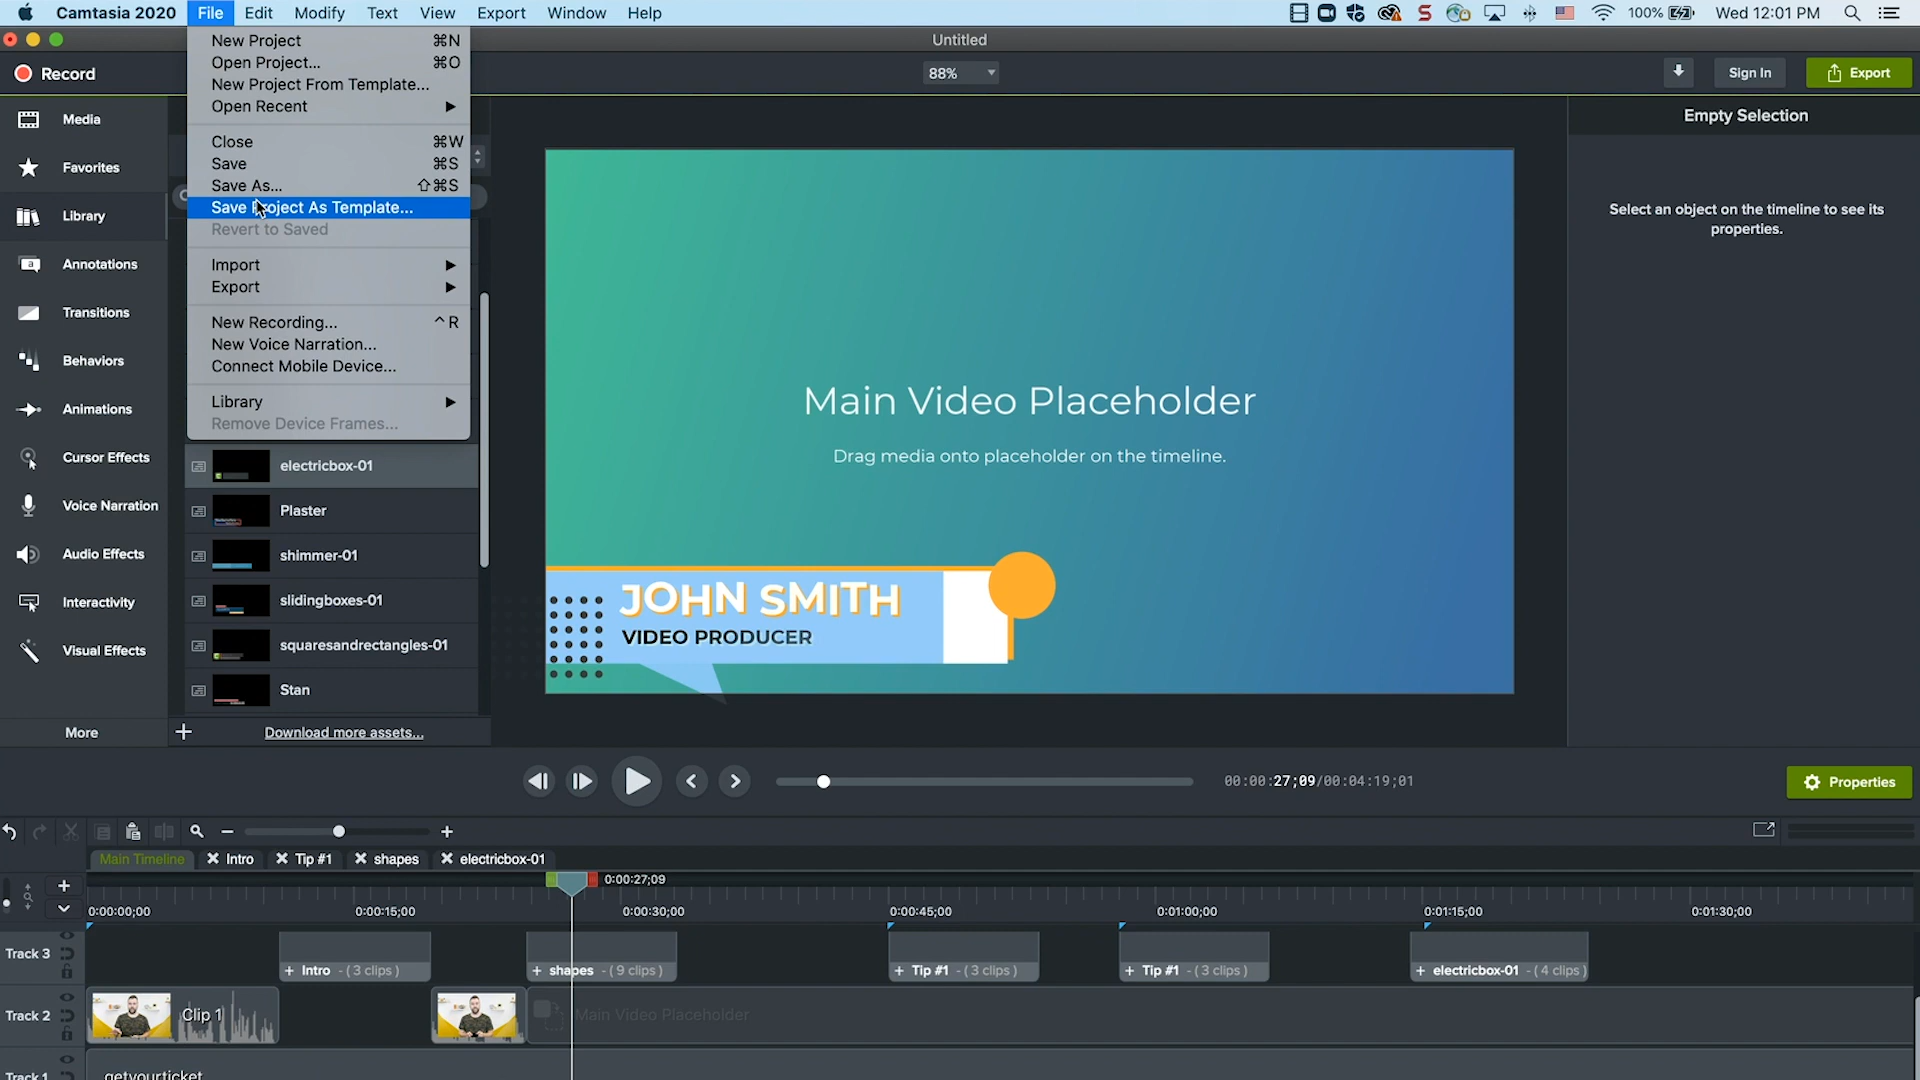 Camtasia 2020 File Edit Modify Text View Export Window Help
100% Wed 12:01 PM
Untitled
Record
88%
Sign In
Export
New Project ⌘N
Open Project... ⌘O
New Project From Template...
Open Recent
Close ⌘W
Save ⌘S
Save As... ⇧⌘S
Save Project As Template...
Revert to Saved
Import
Export
New Recording... ^R
New Voice Narration...
Connect Mobile Device...
Library
Remove Device Frames...
Media
Favorites
Library
Annotations
Transitions
Behaviors
Animations
Cursor Effects
Voice Narration
Audio Effects
Interactivity
Visual Effects
More
electricbox-01
Plaster
shimmer-01
slidingboxes-01
squaresandrectangles-01
Stan
Download more assets...
Main Video Placeholder
Drag media onto placeholder on the timeline.
JOHN SMITH
VIDEO PRODUCER
Empty Selection
Select an object on the timeline to see its
properties.
00:00:27;09/00:04:19;01
Properties
Main Timeline Intro Tip #1 shapes electricbox-01
0:00:27;09
0:00:00;00 0:00:15;00 0:00:30;00 0:00:45;00 0:01:00;00 0:01:15;00 0:01:30;00
Track 3
+ Intro - ( 3 clips )
+ shapes - ( 9 clips )
+ Tip #1 - ( 3 clips )
+ Tip #1 - ( 3 clips )
+ electricbox-01 - ( 4 clips )
Track 2
Clip 1
Main Video Placeholder
Track 1
getyourticket